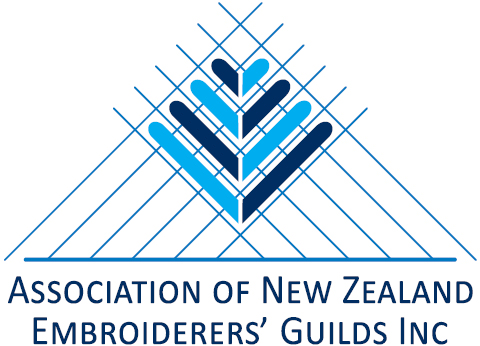 ASSOCIATION OF NEW ZEALAND
EMBROIDERERS' GUILDS INC